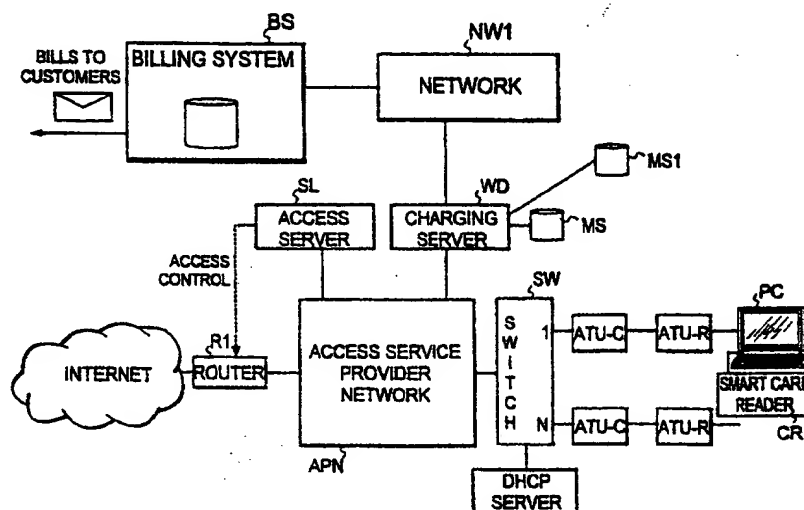 BS
NW1
BILLS TO
CUSTOMERS
BILLING SYSTEM
NETWORK
MS1
SL
WD
ACCESS
SERVER
CHARGING
SERVER
MS
ACCESS
CONTROL
SW
PC
R1
INTERNET
ROUTER
ACCESS SERVICE
PROVIDER
NETWORK
SWITCH
1
ATU-C
ATU-R
SMART CARD
READER
N
ATU-C
ATU-R
CR
APN
DHCP
SERVER